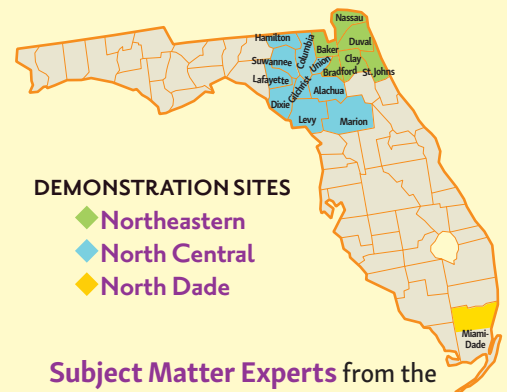 Nassau
Hamilton
Columbia
Baker
Duval
Suwannee
Union
Clay
Lafayette
Gilchrist
Bradford
St.Johns
Alachua
Dixie
Levy
Marion
DEMONSTRATION SITES
Northeastern
North Central
North Dade
Miami-
Dade
Subject Matter Experts from the